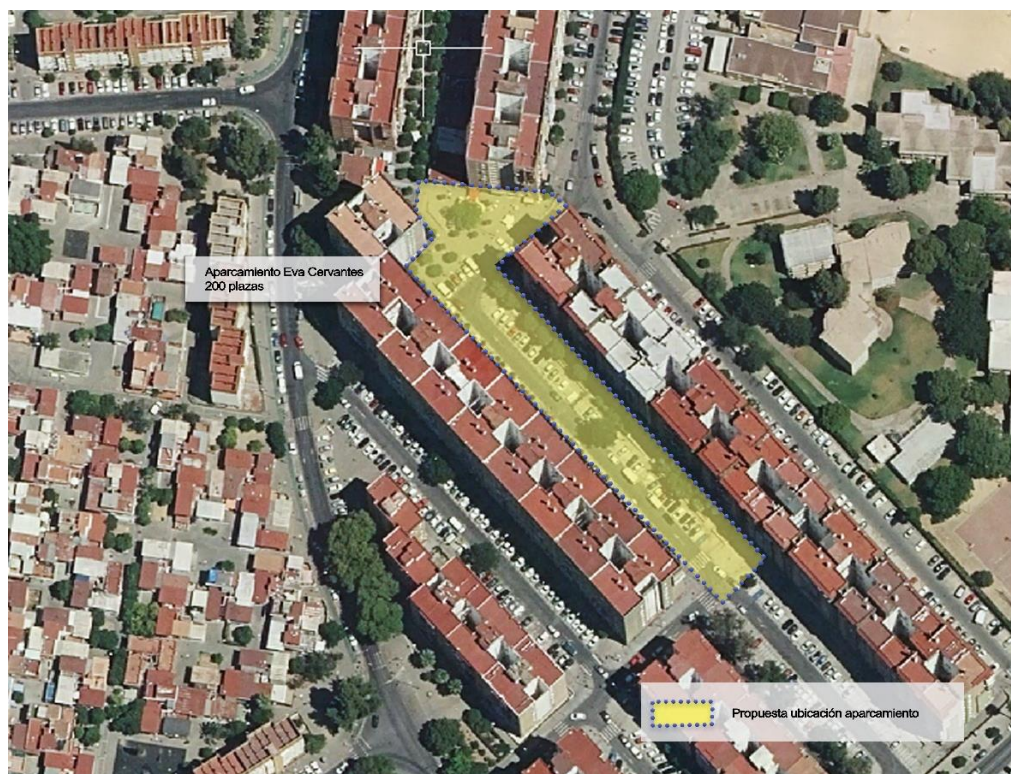 Aparcamiento Eva Cervantes
200 plazas
Propuesta ubicación aparcamiento